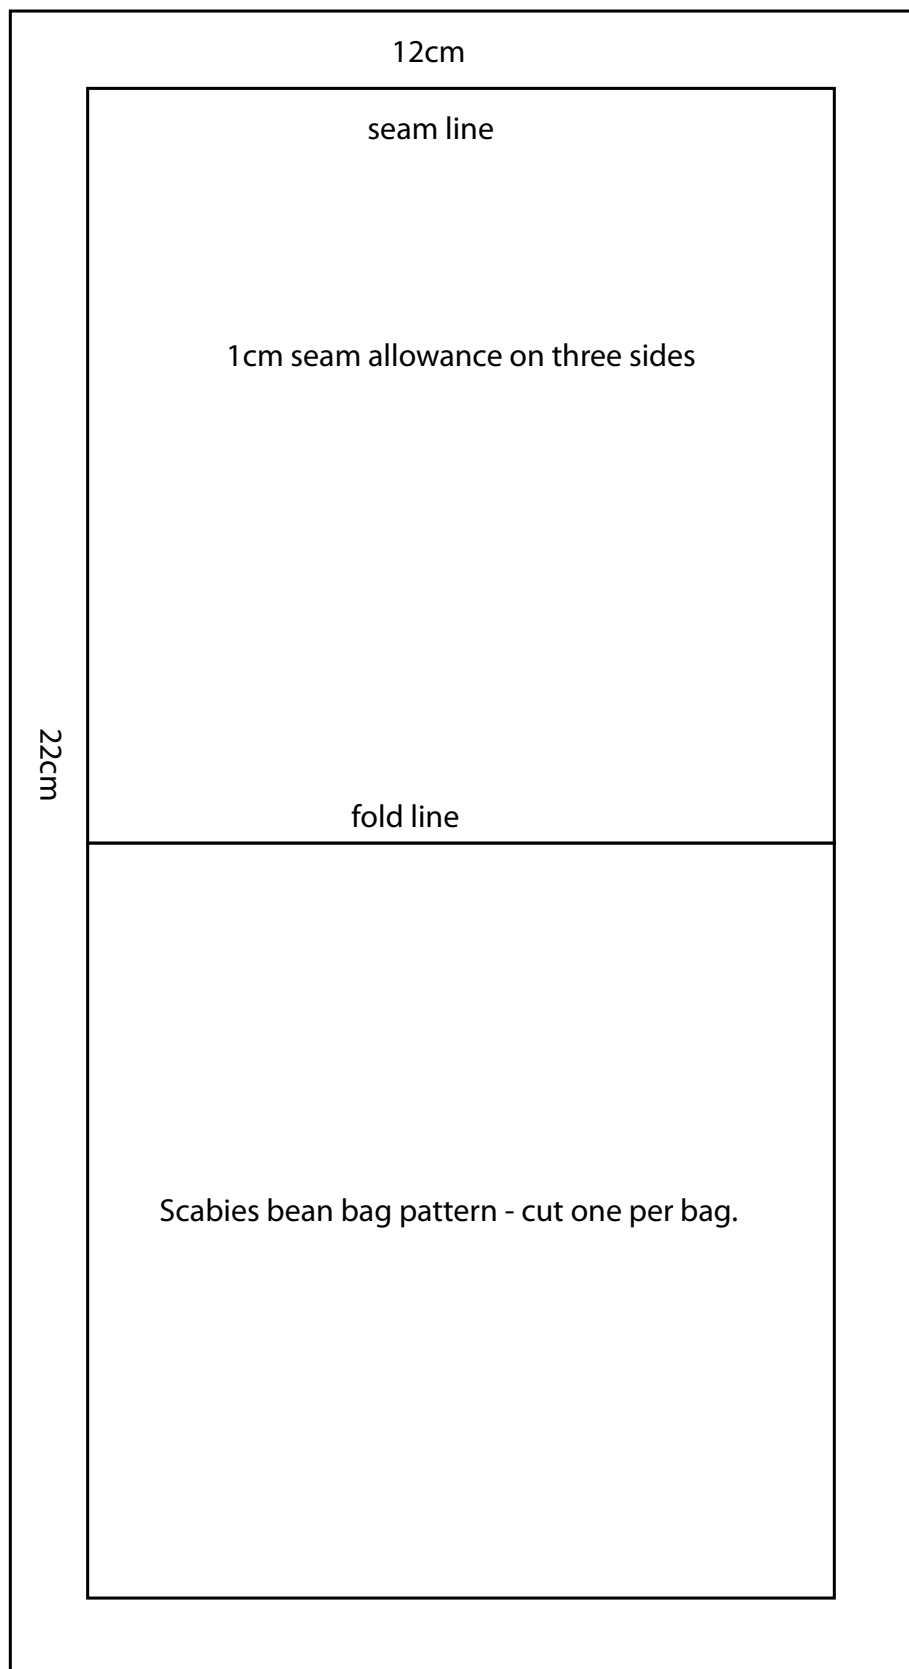 12cm
seam line
1cm seam allowance on three sides
22cm
fold line
Scabies bean bag pattern - cut one per bag.